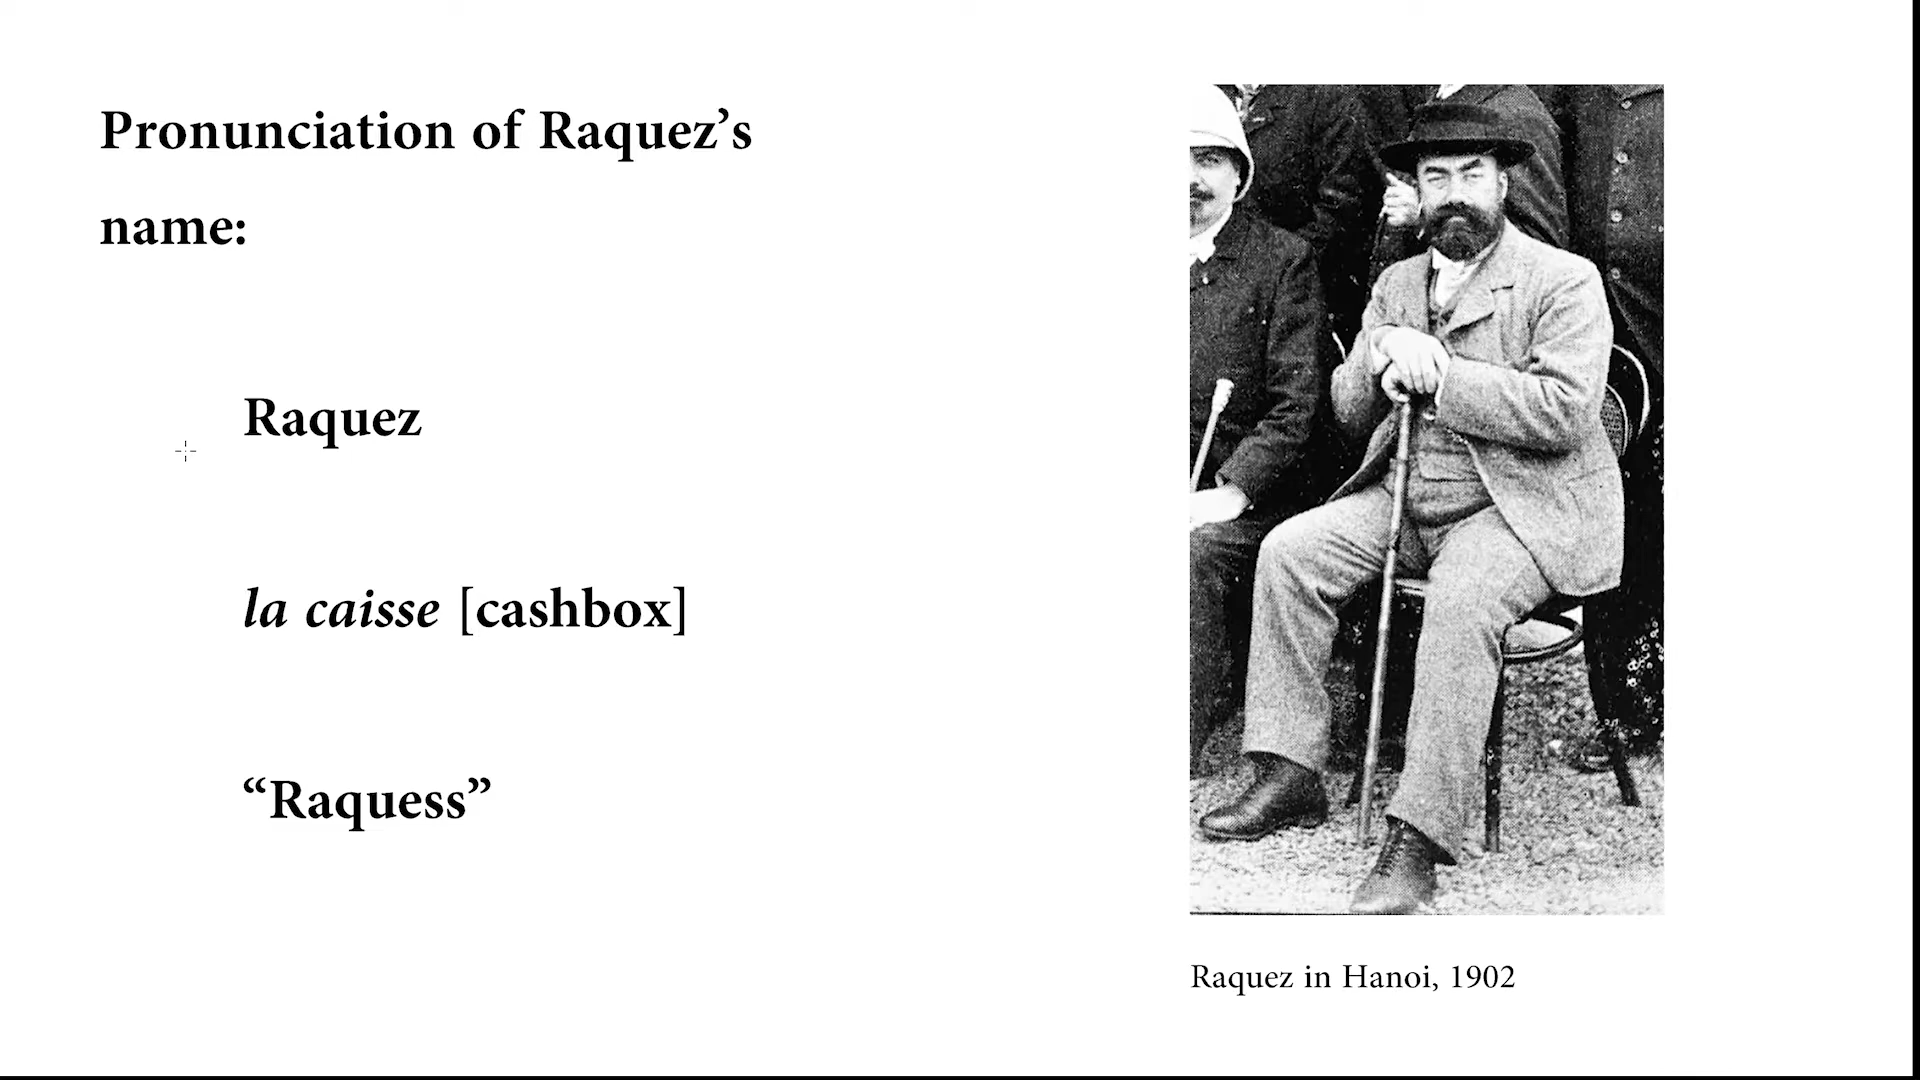 Pronunciation of Raquez’s
name:
Raquez
la caisse [cashbox]
“Raquess”
Raquez in Hanoi, 1902